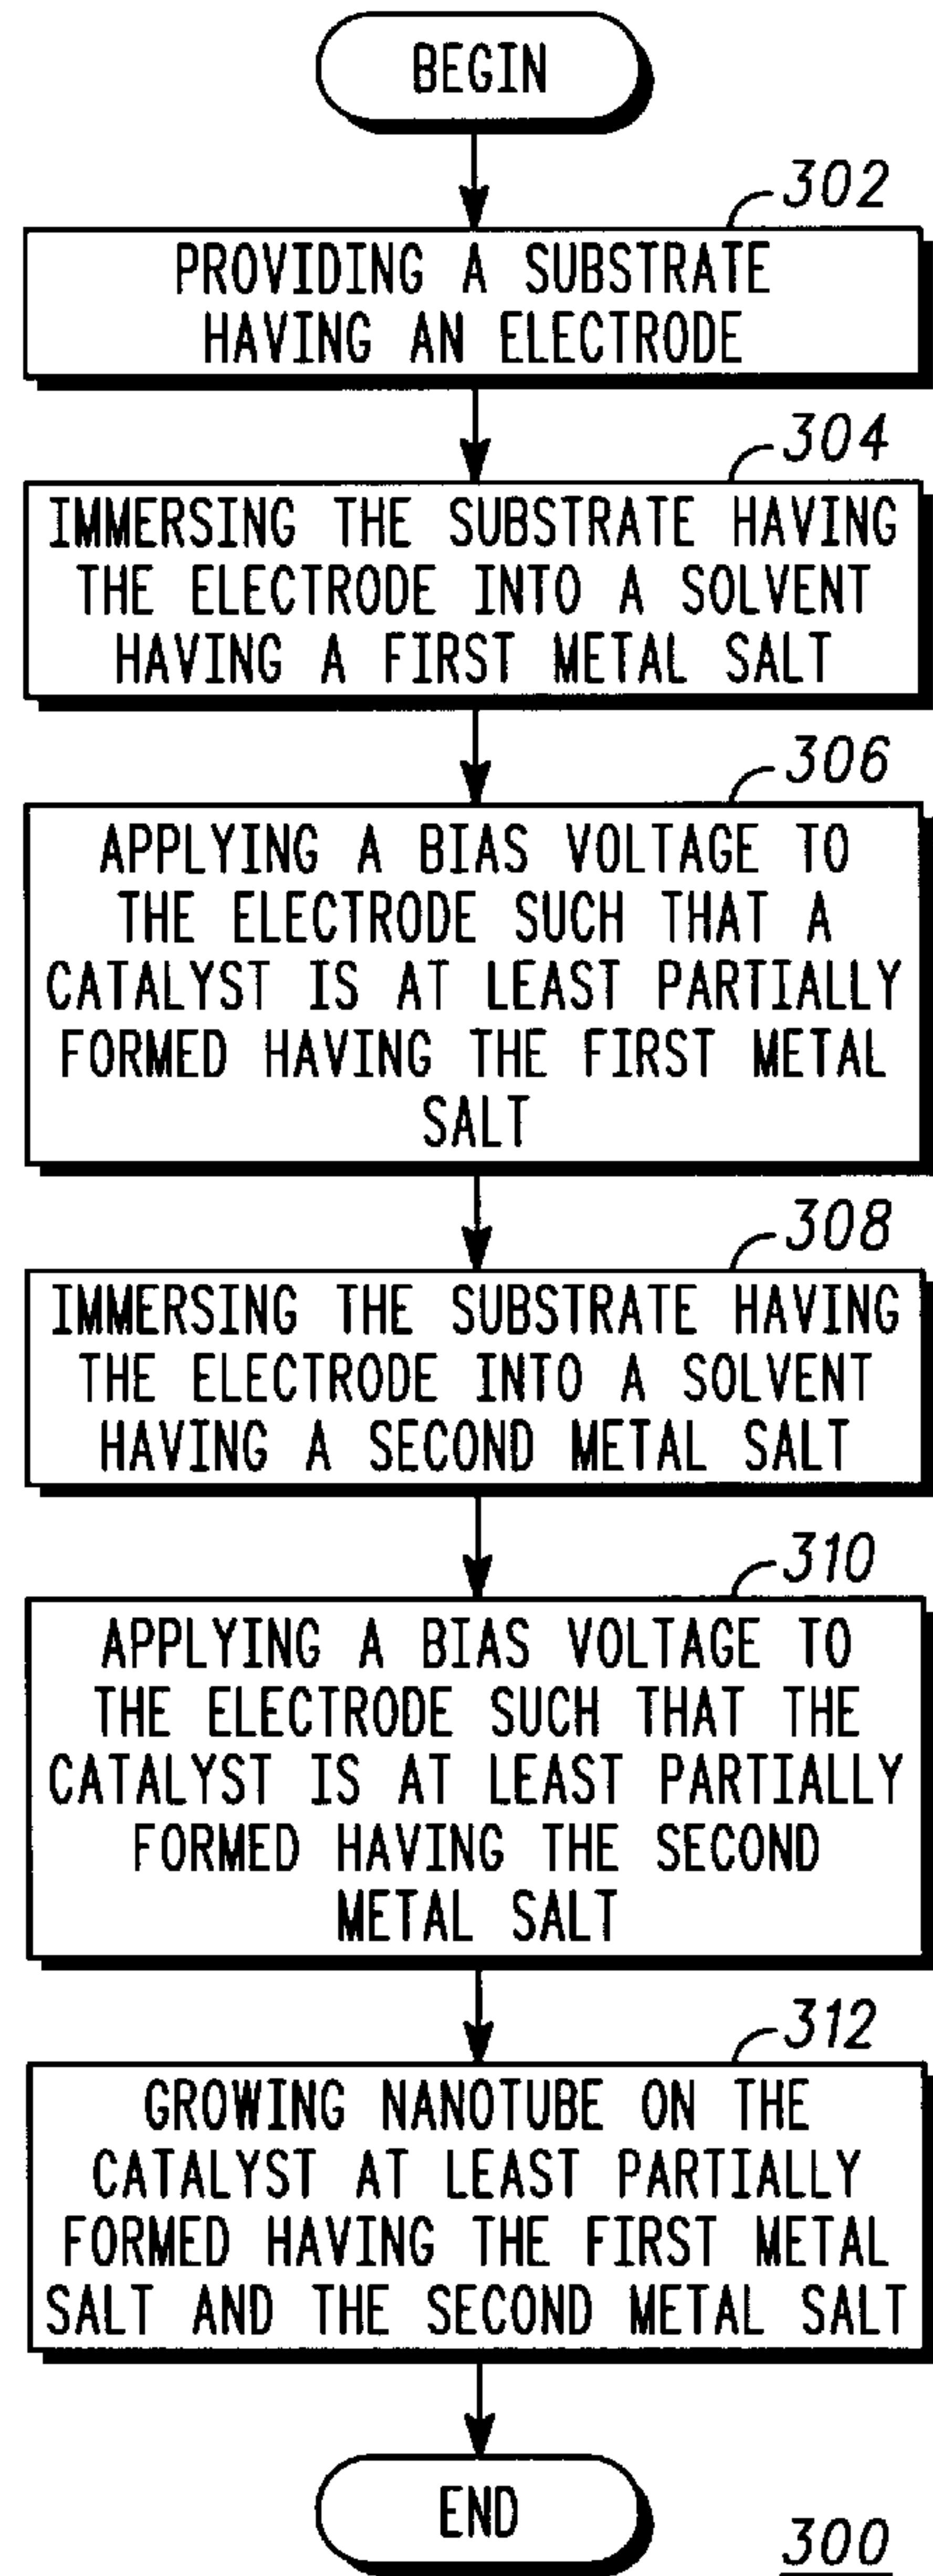 BEGIN
302
PROVIDING A SUBSTRATE
HAVING AN ELECTRODE
304
IMMERSING THE SUBSTRATE HAVING
THE ELECTRODE INTO A SOLVENT
HAVING A FIRST METAL SALT
306
APPLYING A BIAS VOLTAGE TO
THE ELECTRODE SUCH THAT A
CATALYST IS AT LEAST PARTIALLY
FORMED HAVING THE FIRST METAL
SALT
308
IMMERSING THE SUBSTRATE HAVING
THE ELECTRODE INTO A SOLVENT
HAVING A SECOND METAL SALT
310
APPLYING A BIAS VOLTAGE TO
THE ELECTRODE SUCH THAT THE
CATALYST IS AT LEAST PARTIALLY
FORMED HAVING THE SECOND
METAL SALT
312
GROWING NANOTUBE ON THE
CATALYST AT LEAST PARTIALLY
FORMED HAVING THE FIRST METAL
SALT AND THE SECOND METAL SALT
END
300